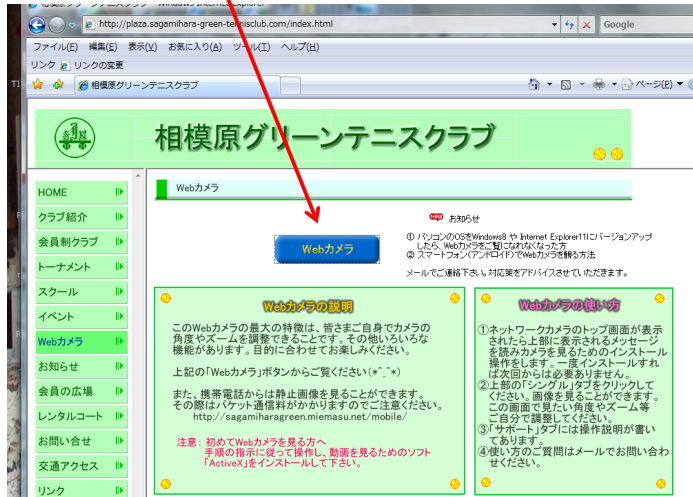 http://plaza.sagamihara-green-tennisclub.com/index.html
Google
ファイル(F) 編集(E) 表示(V) お気に入り(A) ツール(T) ヘルプ(H)
リンク リンクの変更
相模原グリーンテニスクラブ
ページ(P)
相模原グリーンテニスクラブ
HOME
クラブ紹介
会員制クラブ
トーナメント
スクール
イベント
Webカメラ
お知らせ
会員の広場
レンタルコート
お問い合せ
交通アクセス
リンク
Webカメラ
Webカメラ
NEW お知らせ
① パソコンのOSをWindows8 や Internet Explorer11にバージョンアップ
したら、Webカメラをご覧になれなくなった方
② スマートフォン(アンドロイド)でWebカメラを観る方法
メールでご連絡下さい。対応策をアドバイスさせていただきます。
Webカメラの説明
このWebカメラの最大の特徴は、皆さまご自身でカメラの
角度やズームを調整できることです。その他いろいろな
機能があります。目的に合わせてお楽しみください。
上記の「Webカメラ」ボタンからご覧ください(*^_^*)
また、携帯電話からは静止画像を見ることができます。
その際はパケット通信料がかかりますのでご注意ください。
http://sagamiharagreen.miemasu.net/mobile/
注意: 初めてWebカメラを見る方へ
手順の指示に従って操作し、動画を見るためのソフト
「ActiveX」をインストールして下さい。
Webカメラの使い方
①ネットワークカメラのトップ画面が表示
されたら上部に表示されるメッセージ
を読みカメラを見るためのインストール
操作をします。一度インストールすれ
ば次回からは必要ありません。
②上部の「シングル」タブをクリックして
ください。画像を見ることができます。
この画面で見たい角度やズーム等
ご自分で調整してください。
③「サポート」タブには操作説明が書い
てあります。
④使い方のご質問はメールでお問い合わ
せください。